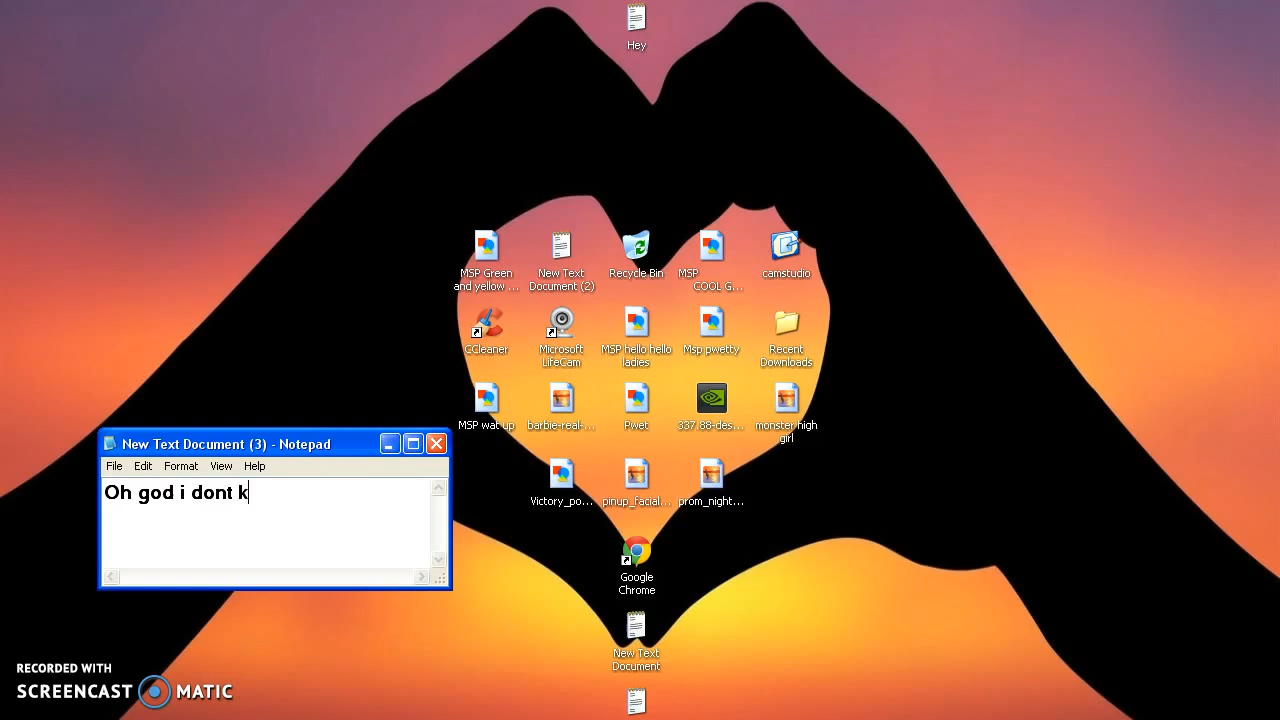 Hey
MSP Green
and yellow ...
New Text
Document (2)
Recycle Bin
MSP
COOL G...
camstudio
CCleaner
Microsoft
LifeCam
MSP hello hello
ladies
Msp pwetty
Recent
Downloads
MSP wat up
barbie-real-...
Pwet
337.88-des...
monster high
girl
Victory_po...
pinup_facial...
prom_night...
Google
Chrome
New Text
Document
New Text Document (3) - Notepad
File Edit Format View Help
Oh god i dont k
RECORDED WITH
SCREENCAST MATIC